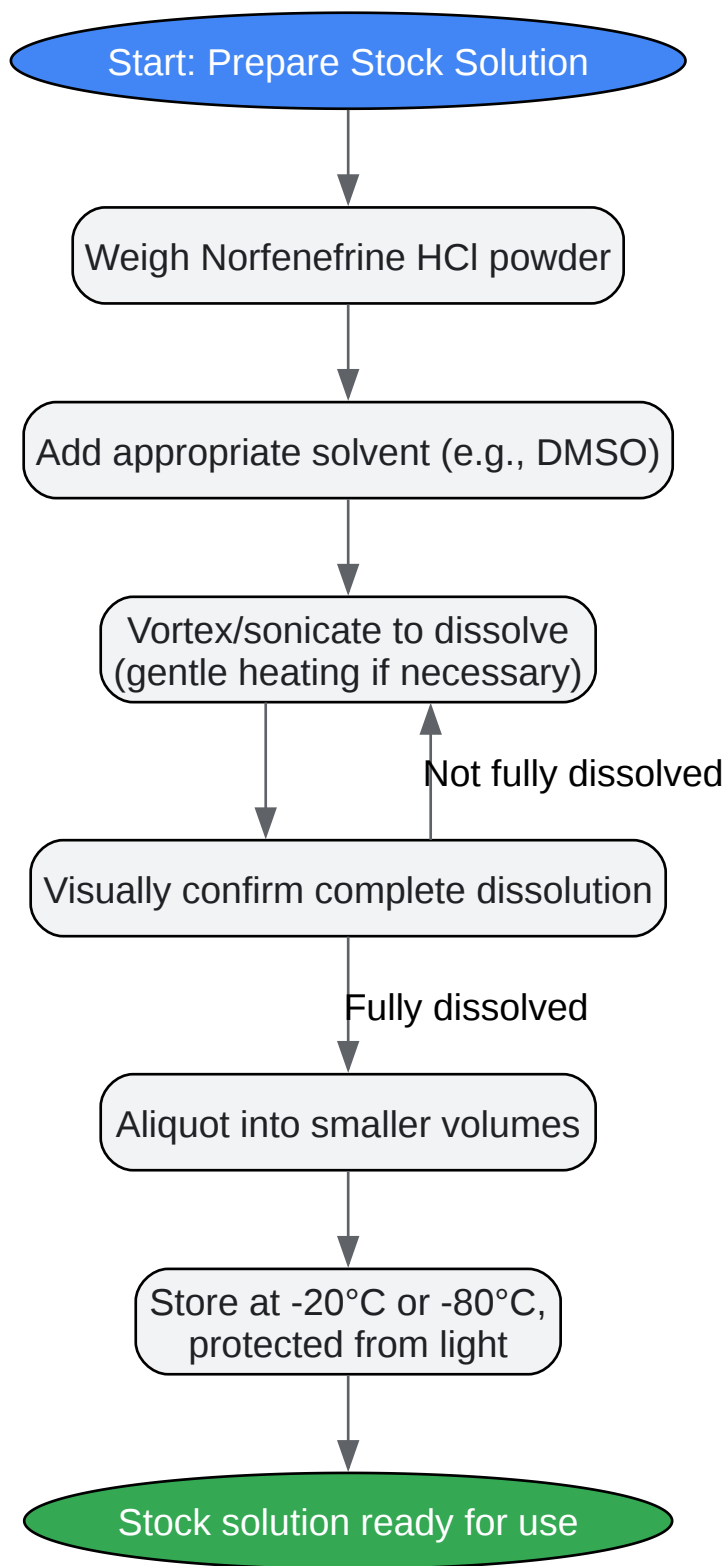 Start: Prepare Stock Solution
Weigh Norfenefrine HCl powder
Add appropriate solvent (e.g., DMSO)
Vortex/sonicate to dissolve
(gentle heating if necessary)
Not fully dissolved
Visually confirm complete dissolution
Fully dissolved
Aliquot into smaller volumes
Store at -20°C or -80°C,
protected from light
Stock solution ready for use